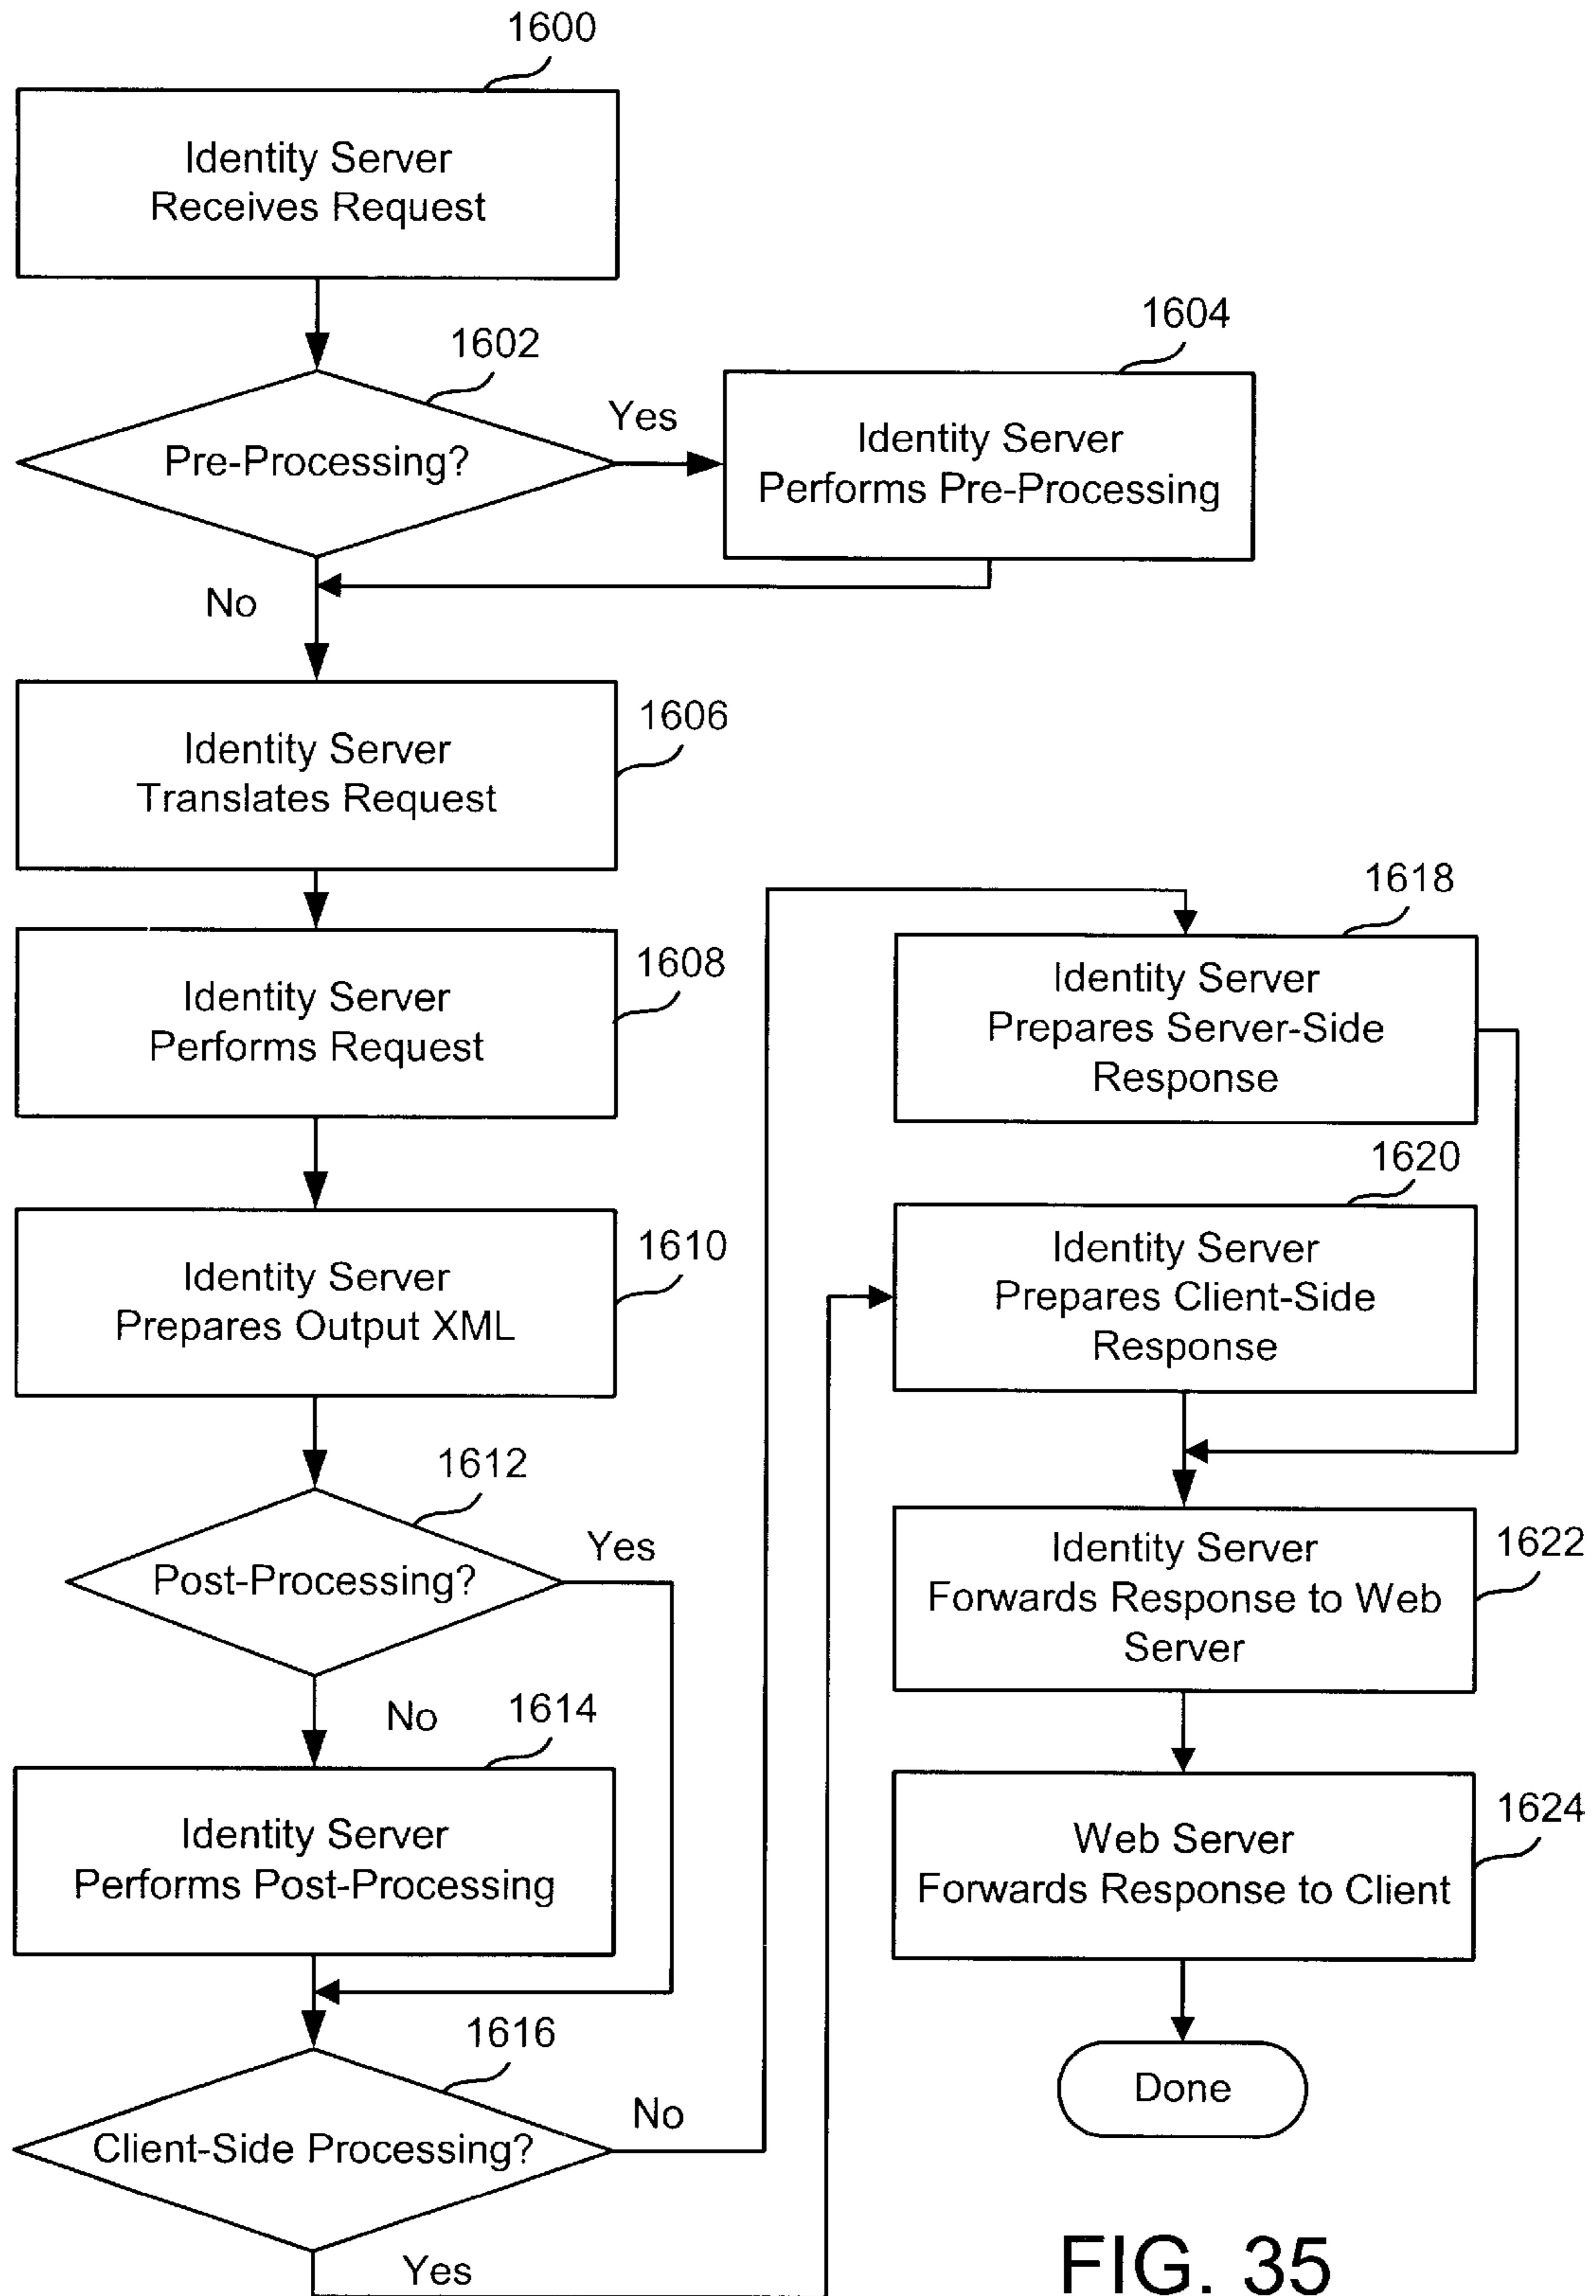 1600
Identity Server
Receives Request
1602
Pre-Processing?
Yes
1604
Identity Server
Performs Pre-Processing
No
1606
Identity Server
Translates Request
1608
Identity Server
Performs Request
1610
Identity Server
Prepares Output XML
1612
Post-Processing?
Yes
No
1614
Identity Server
Performs Post-Processing
1616
Client-Side Processing?
No
Yes
1618
Identity Server
Prepares Server-Side
Response
1620
Identity Server
Prepares Client-Side
Response
1622
Identity Server
Forwards Response to Web
Server
1624
Web Server
Forwards Response to Client
Done
FIG. 35